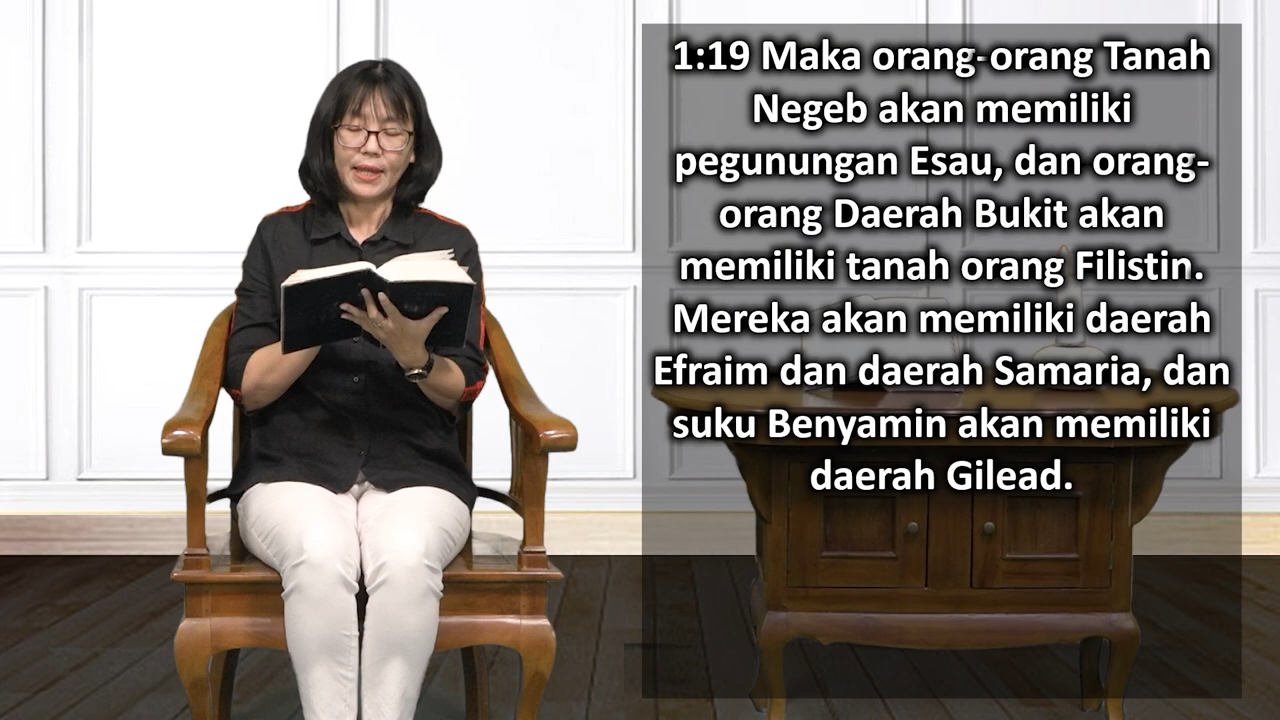 1:19 Maka orang-orang Tanah
Negeb akan memiliki
pegunungan Esau, dan orang-
orang Daerah Bukit akan
memiliki tanah orang Filistin.
Mereka akan memiliki daerah
Efraim dan daerah Samaria, dan
suku Benyamin akan memiliki
daerah Gilead.